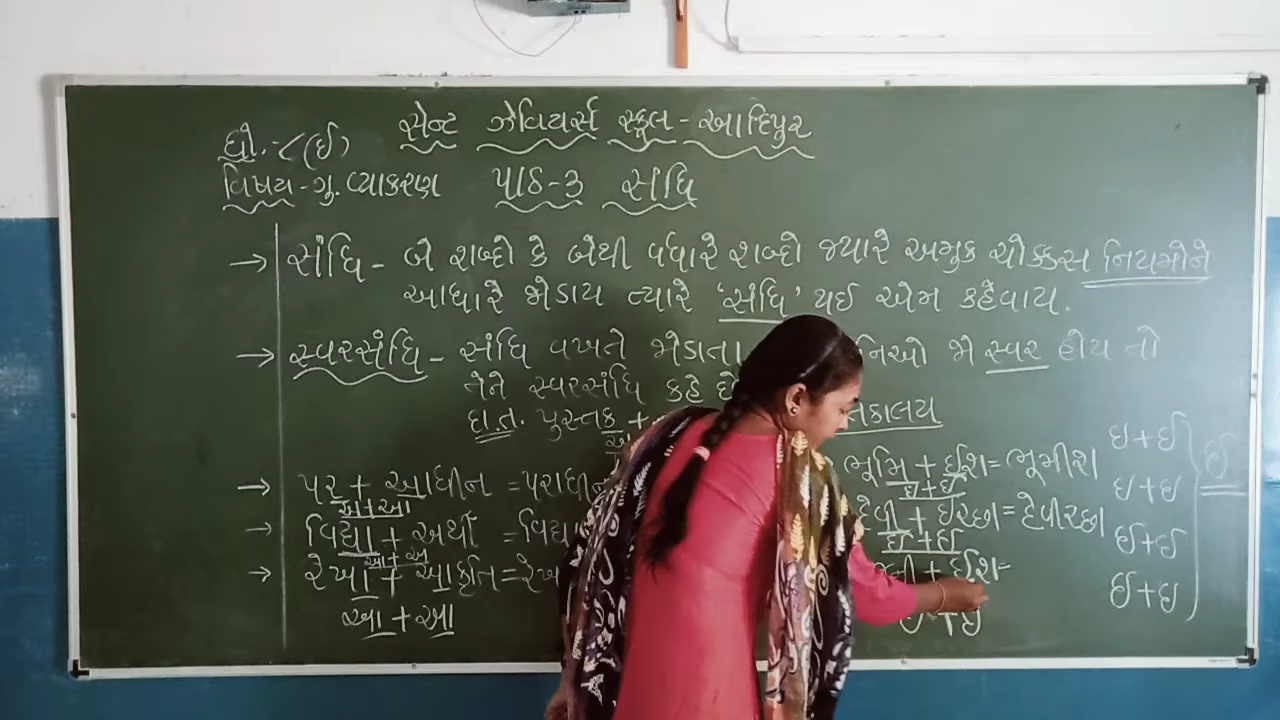 સેન્ટ ઝેવિયર્સ સ્કૂલ - આદિપુર
ધો.-૮(ઈ)
વિષય - ગુ. વ્યાકરણ પાઠ-૩ સંધિ
→ સંધિ - બે શબ્દો કે બેથી વધારે શબ્દો જ્યારે અમુક ચોક્કસ નિયમોને
આધારે જોડાય ત્યારે 'સંધિ' થઈ એમ કહેવાય.
→ સ્વરસંધિ - સંધિ વખતે જોડાતા નિઓ જો સ્વર હોય તો
તેને સ્વરસંધિ કહે છે
દા.ત. પુસ્તક + તકાલય
→ પર + આધીન = પરાધીન
અ+આ
→ વિદ્યા + અર્થી = વિદ્યા
આ+અ
→ રેખા + આકૃતિ = રેખ
આ + આ
ભૂમિ + ઈશ = ભૂમીશ
ઇ+ઈ
દેવી + ઈચ્છા = દેવીચ્છા
ઈ+ઈ
+ ઈશ =
+ ઈ
ઇ+ઈ
ઇ+ઇ
ઈ+ઈ
ઈ+ઇ
ઈ